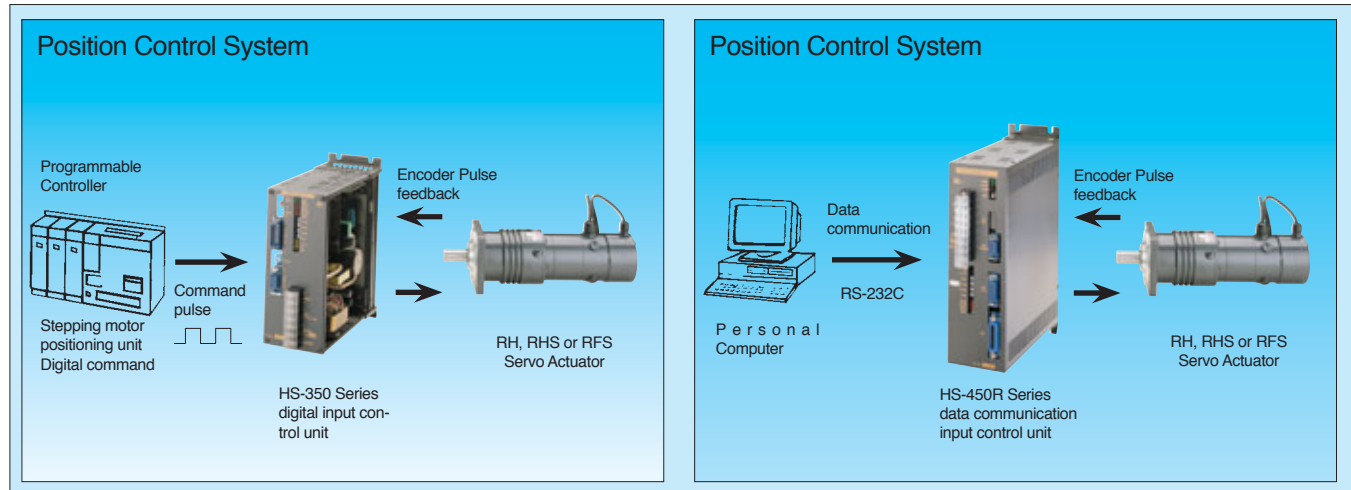 Position Control System
Programmable
Controller
Encoder Pulse
feedback
Command
pulse
Stepping motor
positioning unit
Digital command
RH, RHS or RFS
Servo Actuator
HS-350 Series
digital input con-
trol unit
Position Control System
Encoder Pulse
feedback
Data
communication
RS-232C
Personal
Computer
RH, RHS or RFS
Servo Actuator
HS-450R Series
data communication
input control unit